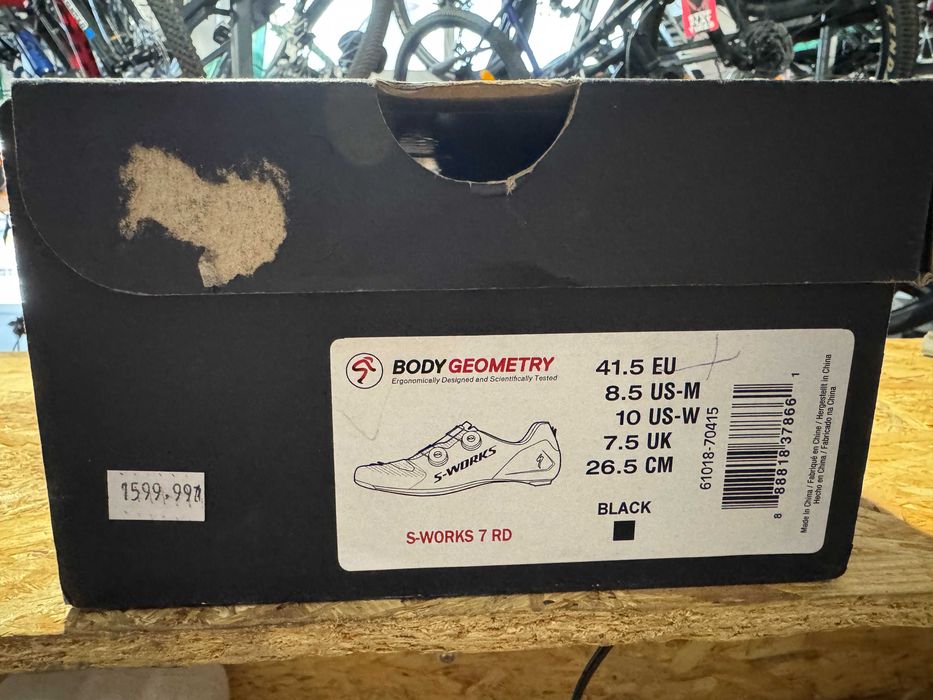 BODY GEOMETRY
Ergonomically Designed and Scientifically Tested
S-WORKS
S-WORKS 7 RD
41.5 EU
8.5 US-M
10 US-W
7.5 UK
26.5 CM
BLACK
61018-70415
8 88818 37866 1
Made in China / Fabriqué en Chine / Hergestellt in China
Hecho en China / Fabricado na China
1599,99